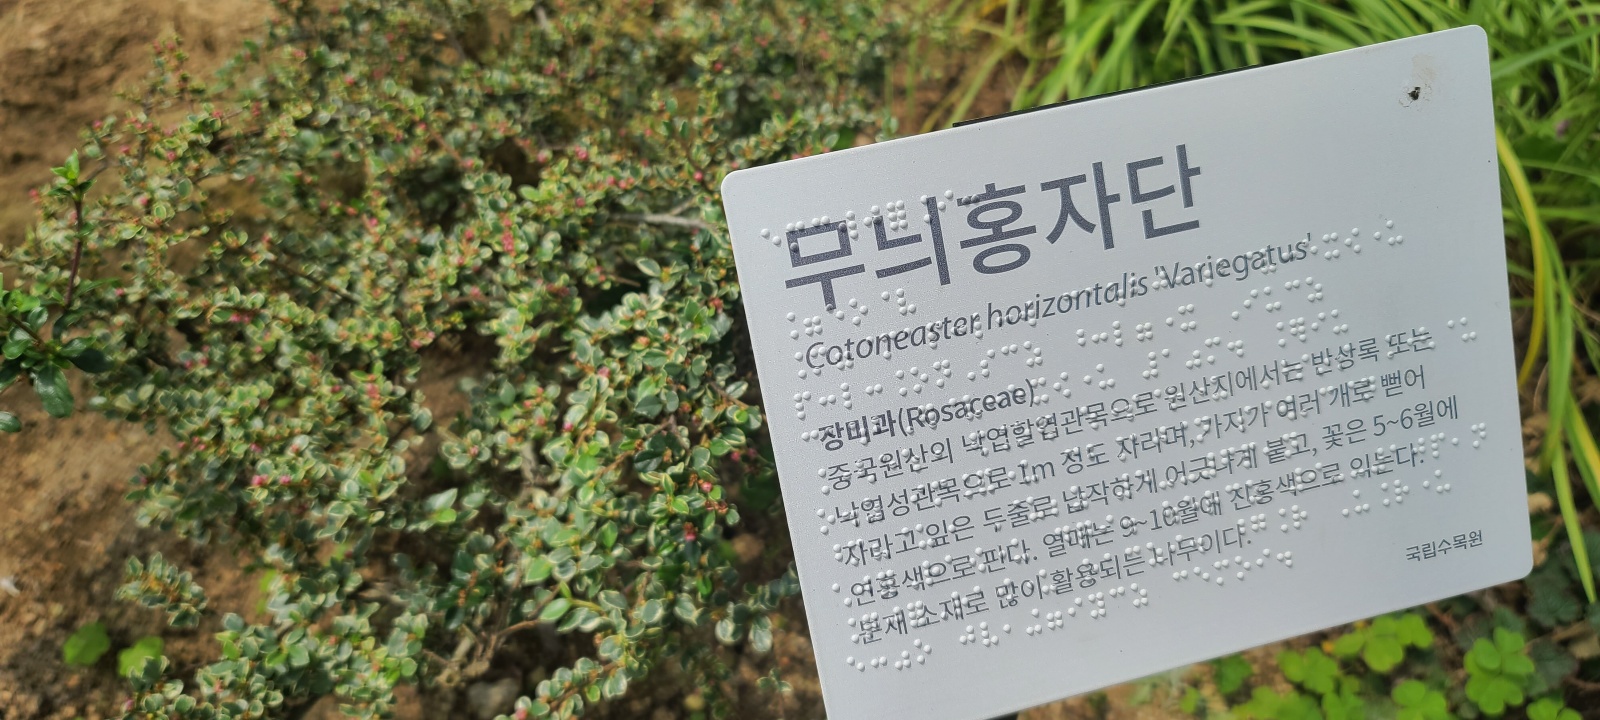 무늬홍자단
Cotoneaster horizontalis 'Variegatus'
장미과(Rosaceae)
중국원산의 낙엽활엽관목으로 원산지에서는 반상록 또는
낙엽성관목으로 1m 정도 자라며, 가지가 여러 개로 뻗어
자라고 잎은 두줄로 납작하게 어긋나게 붙고, 꽃은 5~6월에
연홍색으로 핀다. 열매는 9~10월에 진홍색으로 익는다.
분재 소재로 많이 활용되는 나무이다.
국립수목원